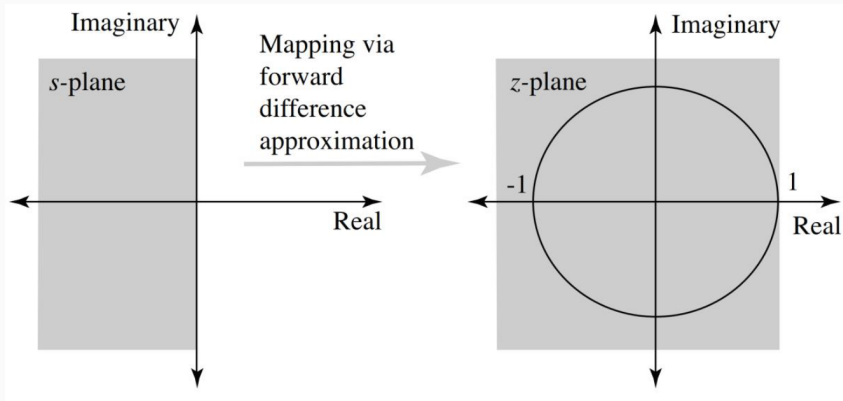 Imaginary
s-plane
Real
Mapping via
forward
difference
approximation
Imaginary
z-plane
-1
1
Real